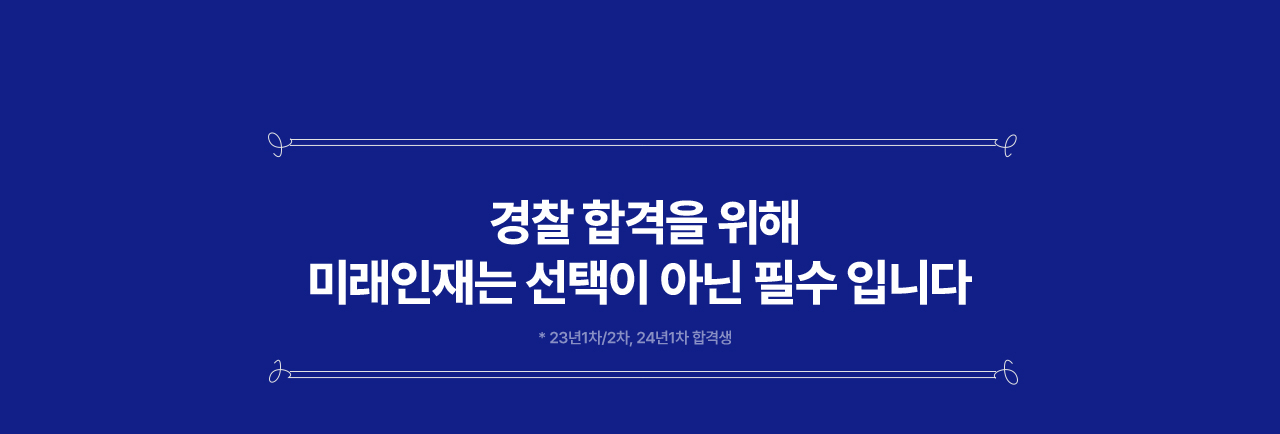 경찰 합격을 위해
미래인재는 선택이 아닌 필수 입니다
* 23년1차/2차, 24년1차 합격생